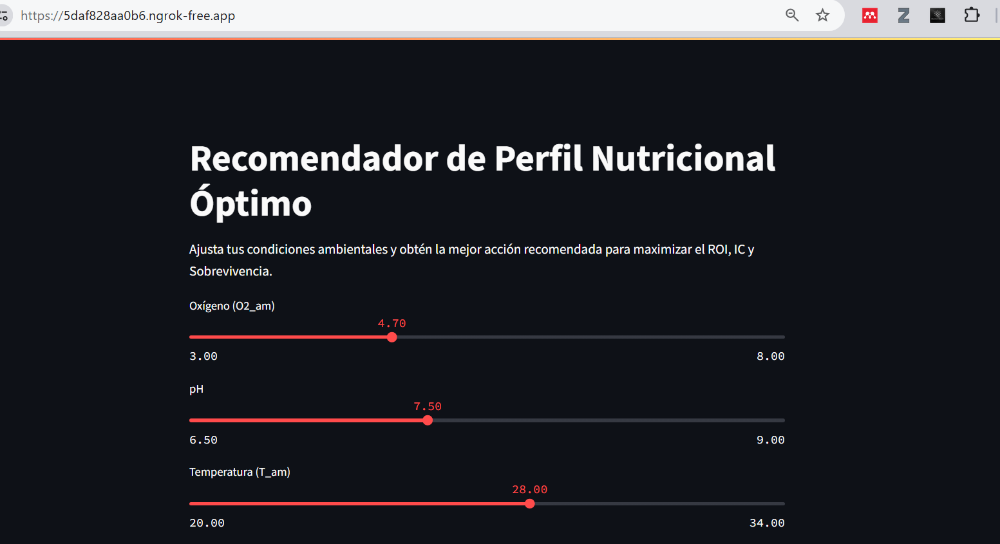 https://5daf828aa0b6.ngrok-free.app
Recomendador de Perfil Nutricional
Óptimo
Ajusta tus condiciones ambientales y obtén la mejor acción recomendada para maximizar el ROI, IC y
Sobrevivencia.
Oxígeno (O2_am)
4.70
3.00 8.00
pH
7.50
6.50 9.00
Temperatura (T_am)
28.00
20.00 34.00